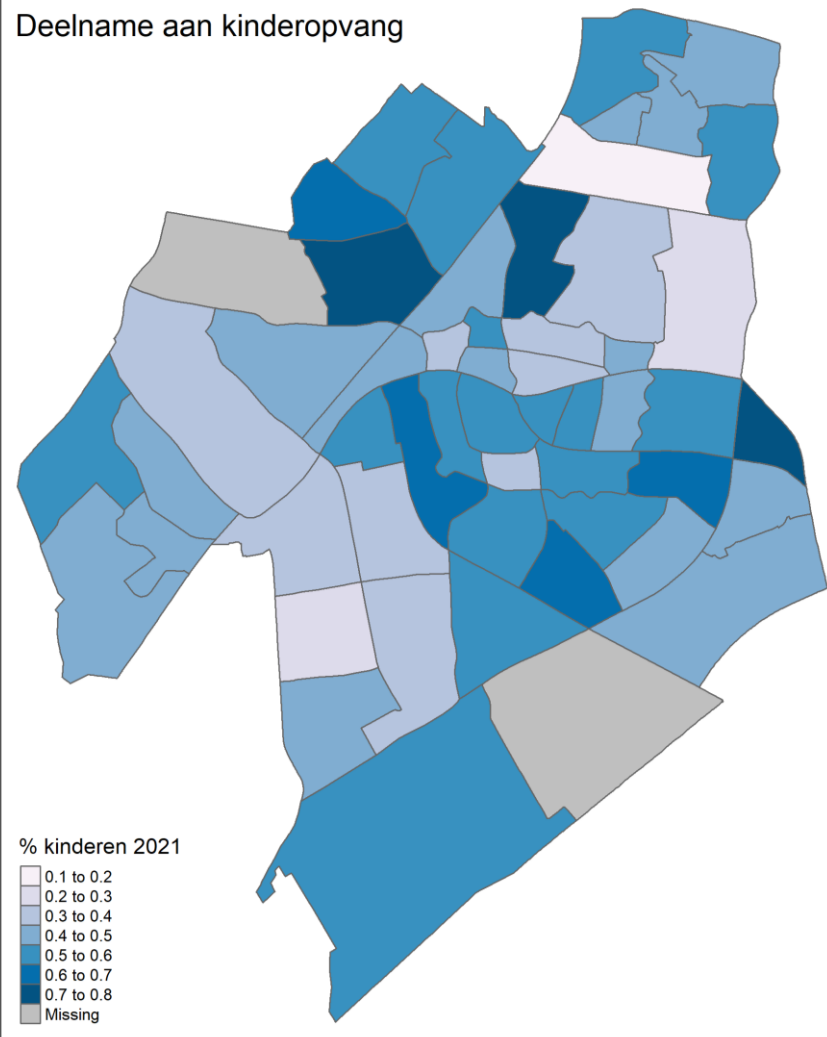 Deelname aan kinderopvang
% kinderen 2021
0.1 to 0.2
0.2 to 0.3
0.3 to 0.4
0.4 to 0.5
0.5 to 0.6
0.6 to 0.7
0.7 to 0.8
Missing